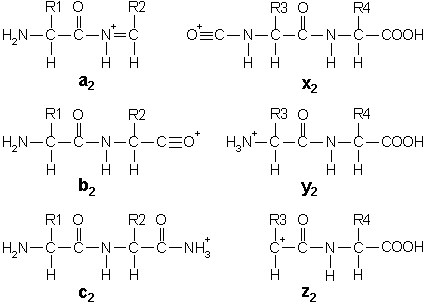 R1 O R2
H₂N—C—C—N⁺=C
H H H
a₂
R3 O R4
O⁺≡C—N—C—C—N—C—COOH
H H H H
x₂
R1 O R2
H₂N—C—C—N—C—C≡O⁺
H H H
b₂
R3 O R4
H₃N⁺—C—C—N—C—COOH
H H H
y₂
R1 O R2 O
H₂N—C—C—N—C—C—NH₃⁺
H H H
c₂
R3 O R4
C⁺—C—N—C—COOH
H H H
z₂